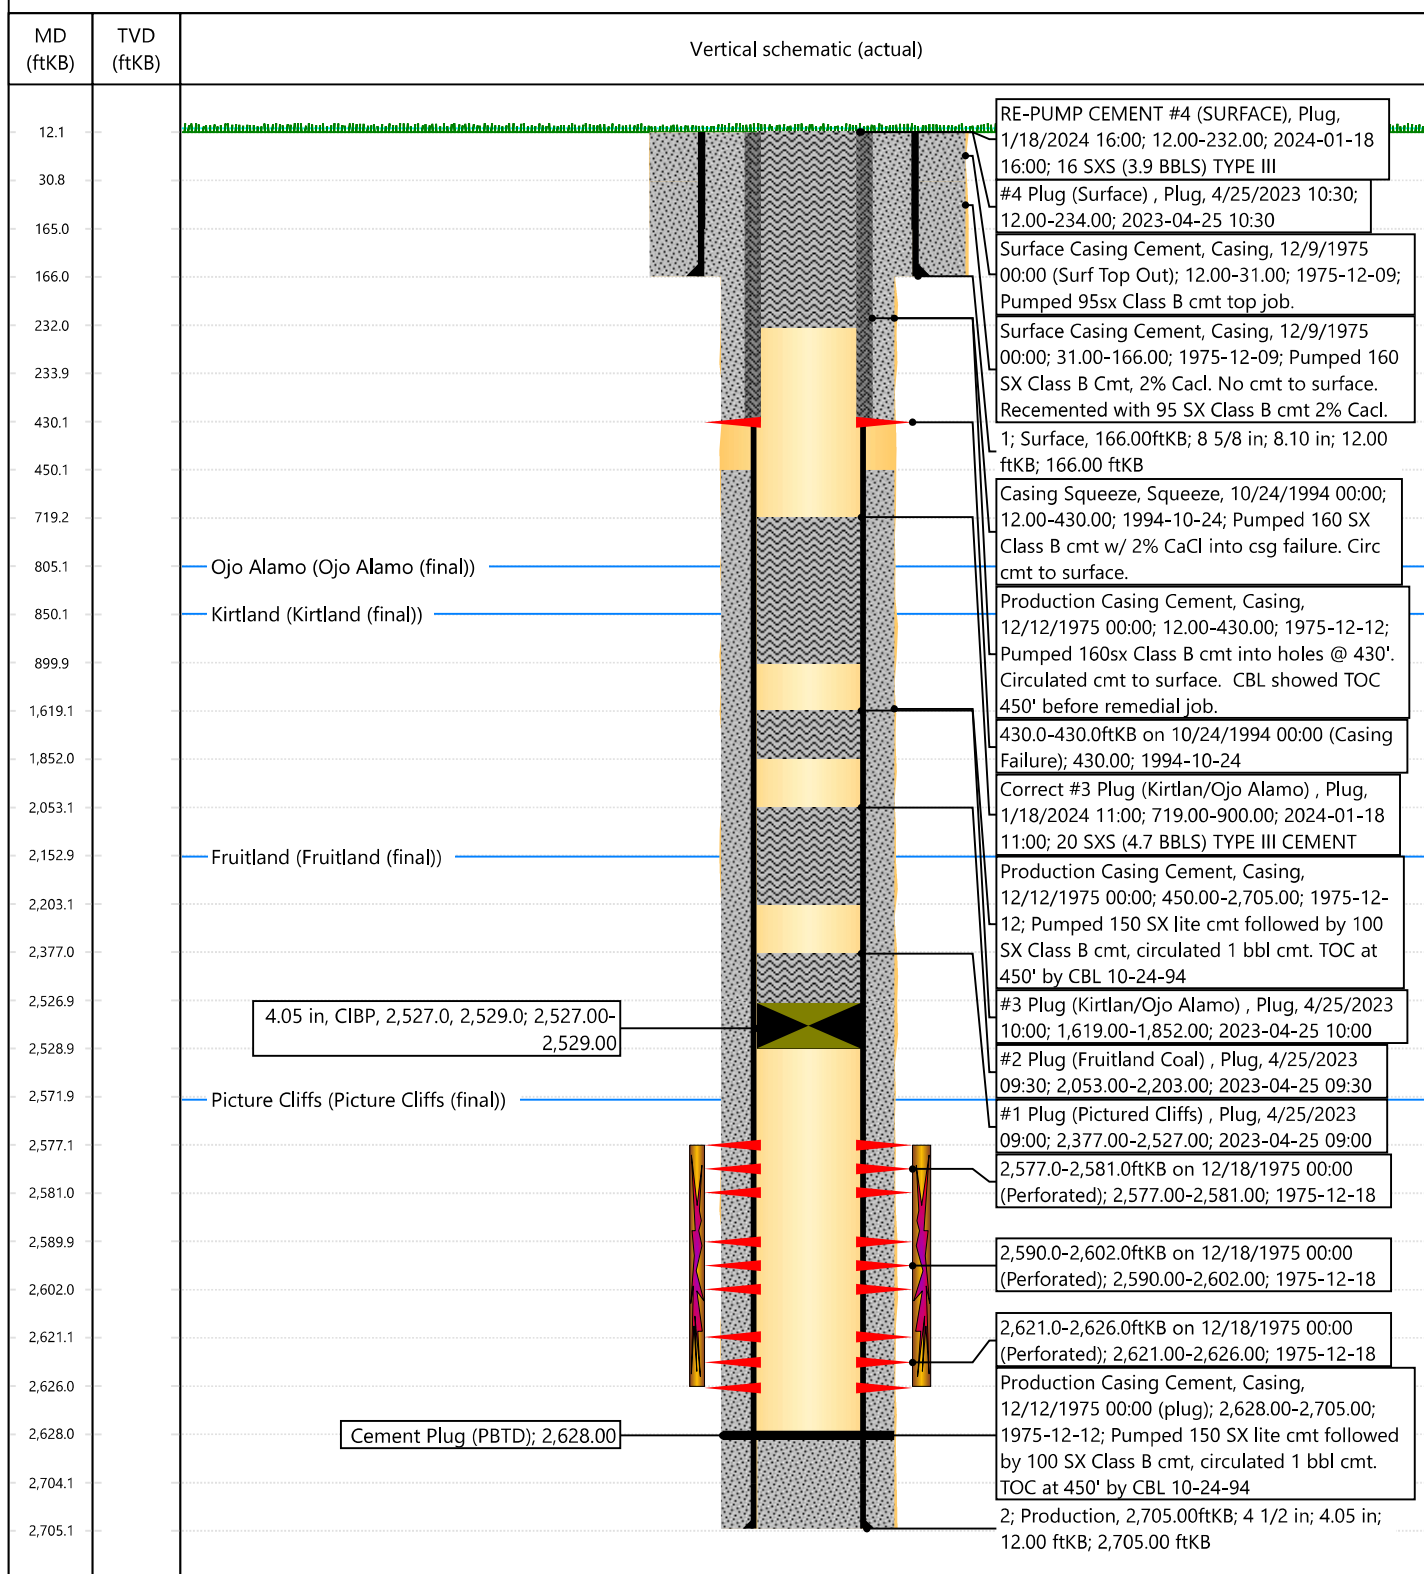 MD
(ftKB)
TVD
(ftKB)
Vertical schematic (actual)
12.1
30.8
165.0
166.0
232.0
233.9
430.1
450.1
719.2
805.1
850.1
899.9
1,619.1
1,852.0
2,053.1
2,152.9
2,203.1
2,377.0
2,526.9
2,528.9
2,571.9
2,577.1
2,581.0
2,589.9
2,602.0
2,621.1
2,626.0
2,628.0
2,704.1
2,705.1
Ojo Alamo (Ojo Alamo (final))
Kirtland (Kirtland (final))
Fruitland (Fruitland (final))
Picture Cliffs (Picture Cliffs (final))
4.05 in, CIBP, 2,527.0, 2,529.0; 2,527.00-
2,529.00
Cement Plug (PBTD); 2,628.00
RE-PUMP CEMENT #4 (SURFACE), Plug,
1/18/2024 16:00; 12.00-232.00; 2024-01-18
16:00; 16 SXS (3.9 BBLS) TYPE III
#4 Plug (Surface) , Plug, 4/25/2023 10:30;
12.00-234.00; 2023-04-25 10:30
Surface Casing Cement, Casing, 12/9/1975
00:00 (Surf Top Out); 12.00-31.00; 1975-12-09;
Pumped 95sx Class B cmt top job.
Surface Casing Cement, Casing, 12/9/1975
00:00; 31.00-166.00; 1975-12-09; Pumped 160
SX Class B Cmt, 2% Cacl. No cmt to surface.
Recemented with 95 SX Class B cmt 2% Cacl.
1; Surface, 166.00ftKB; 8 5/8 in; 8.10 in; 12.00
ftKB; 166.00 ftKB
Casing Squeeze, Squeeze, 10/24/1994 00:00;
12.00-430.00; 1994-10-24; Pumped 160 SX
Class B cmt w/ 2% CaCl into csg failure. Circ
cmt to surface.
Production Casing Cement, Casing,
12/12/1975 00:00; 12.00-430.00; 1975-12-12;
Pumped 160sx Class B cmt into holes @ 430'.
Circulated cmt to surface.  CBL showed TOC
450' before remedial job.
430.0-430.0ftKB on 10/24/1994 00:00 (Casing
Failure); 430.00; 1994-10-24
Correct #3 Plug (Kirtlan/Ojo Alamo) , Plug,
1/18/2024 11:00; 719.00-900.00; 2024-01-18
11:00; 20 SXS (4.7 BBLS) TYPE III CEMENT
Production Casing Cement, Casing,
12/12/1975 00:00; 450.00-2,705.00; 1975-12-
12; Pumped 150 SX lite cmt followed by 100
SX Class B cmt, circulated 1 bbl cmt. TOC at
450' by CBL 10-24-94
#3 Plug (Kirtlan/Ojo Alamo) , Plug, 4/25/2023
10:00; 1,619.00-1,852.00; 2023-04-25 10:00
#2 Plug (Fruitland Coal) , Plug, 4/25/2023
09:30; 2,053.00-2,203.00; 2023-04-25 09:30
#1 Plug (Pictured Cliffs) , Plug, 4/25/2023
09:00; 2,377.00-2,527.00; 2023-04-25 09:00
2,577.0-2,581.0ftKB on 12/18/1975 00:00
(Perforated); 2,577.00-2,581.00; 1975-12-18
2,590.0-2,602.0ftKB on 12/18/1975 00:00
(Perforated); 2,590.00-2,602.00; 1975-12-18
2,621.0-2,626.0ftKB on 12/18/1975 00:00
(Perforated); 2,621.00-2,626.00; 1975-12-18
Production Casing Cement, Casing,
12/12/1975 00:00 (plug); 2,628.00-2,705.00;
1975-12-12; Pumped 150 SX lite cmt followed
by 100 SX Class B cmt, circulated 1 bbl cmt.
TOC at 450' by CBL 10-24-94
2; Production, 2,705.00ftKB; 4 1/2 in; 4.05 in;
12.00 ftKB; 2,705.00 ftKB